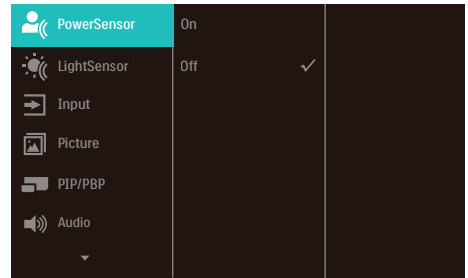 PowerSensor
On
LightSensor
Off
Input
Picture
PIP/PBP
Audio